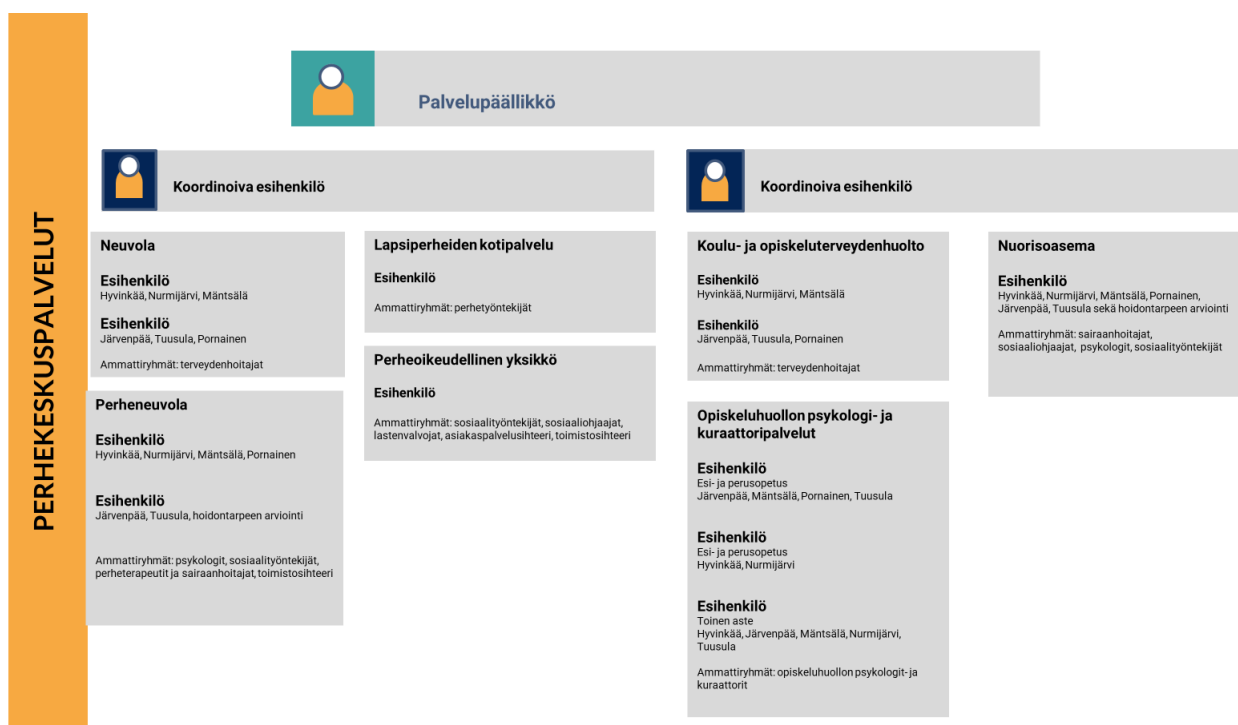 PERHEKESKUSPALVELUT
Palvelupäällikkö
Koordinoiva esihenkilö
Neuvola
Esihenkilö
Hyvinkää, Nurmijärvi, Mäntsälä
Esihenkilö
Järvenpää, Tuusula, Pornainen
Ammattiryhmät: terveydenhoitajat
Perheneuvola
Esihenkilö
Hyvinkää, Nurmijärvi, Mäntsälä, Pornainen
Esihenkilö
Järvenpää, Tuusula, hoidontarpeen arviointi
Ammattiryhmät: psykologit, sosiaalityöntekijät,
perheterapeutit ja sairaanhoitajat, toimistosihteeri
Lapsiperheiden kotipalvelu
Esihenkilö
Ammattiryhmät: perhetyöntekijät
Perheoikeudellinen yksikkö
Esihenkilö
Ammattiryhmät: sosiaalityöntekijät, sosiaaliohjaajat,
lastenvalvojat, asiakaspalvelusihteeri, toimistosihteeri
Koordinoiva esihenkilö
Koulu- ja opiskeluterveydenhuolto
Esihenkilö
Hyvinkää, Nurmijärvi, Mäntsälä
Esihenkilö
Järvenpää, Tuusula, Pornainen
Ammattiryhmät: terveydenhoitajat
Opiskeluhuollon psykologi- ja
kuraattoripalvelut
Esihenkilö
Esi- ja perusopetus
Järvenpää, Mäntsälä, Pornainen, Tuusula
Esihenkilö
Esi- ja perusopetus
Hyvinkää, Nurmijärvi
Esihenkilö
Toinen aste
Hyvinkää, Järvenpää, Mäntsälä, Nurmijärvi,
Tuusula
Ammattiryhmät: opiskeluhuollon psykologit- ja
kuraattorit
Nuorisoasema
Esihenkilö
Hyvinkää, Nurmijärvi, Mäntsälä, Pornainen,
Järvenpää, Tuusula sekä hoidontarpeen arviointi
Ammattiryhmät: sairaanhoitajat,
sosiaaliohjaajat, psykologit, sosiaalityöntekijät